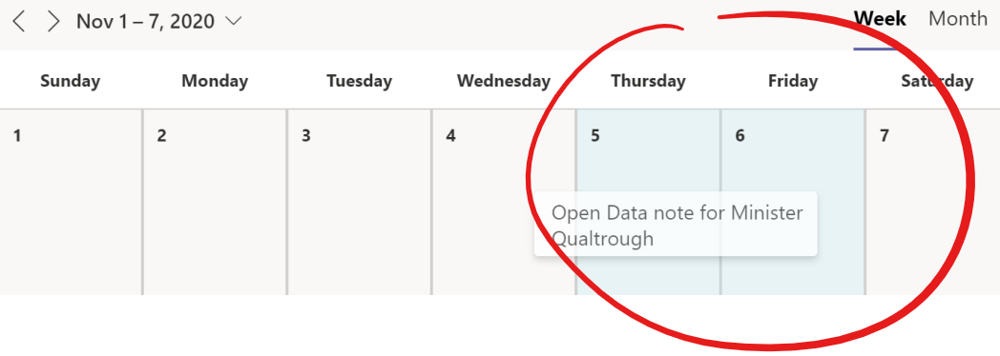 Nov 1 – 7, 2020 Week Month
Sunday Monday Tuesday Wednesday Thursday Friday Saturday
1 2 3 4 5 6 7
Open Data note for Minister
Qualtrough